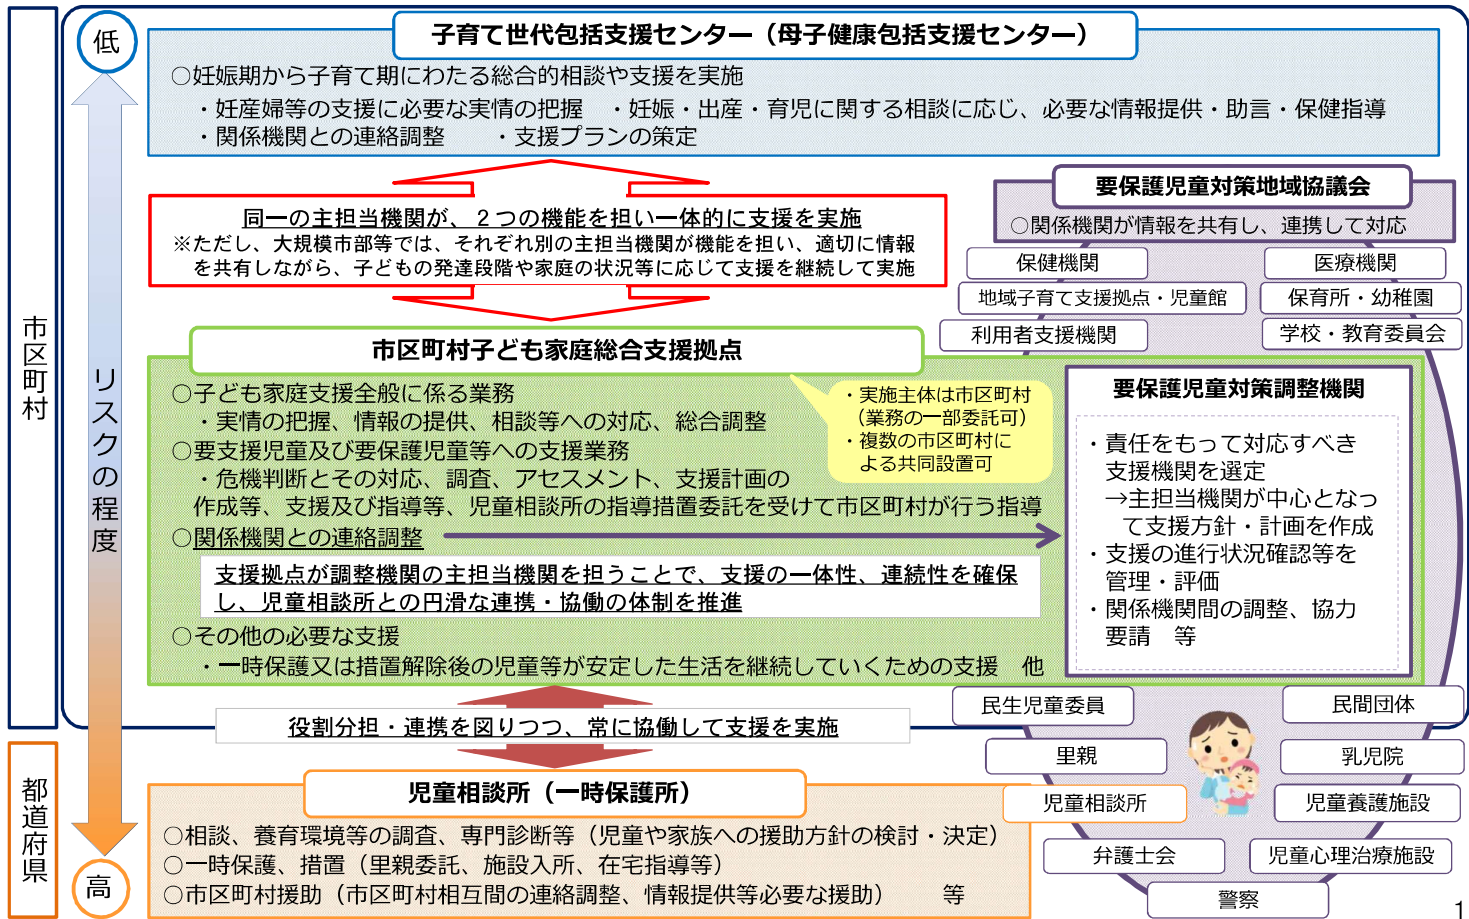 市区町村
都道府県
低
リスクの程度
高
子育て世代包括支援センター（母子健康包括支援センター）
○妊娠期から子育て期にわたる総合的相談や支援を実施
・妊産婦等の支援に必要な実情の把握　・妊娠・出産・育児に関する相談に応じ、必要な情報提供・助言・保健指導
・関係機関との連絡調整　・支援プランの策定
同一の主担当機関が、２つの機能を担い一体的に支援を実施
※ただし、大規模市部等では、それぞれ別の主担当機関が機能を担い、適切に情報
を共有しながら、子どもの発達段階や家庭の状況等に応じて支援を継続して実施
市区町村子ども家庭総合支援拠点
○子ども家庭支援全般に係る業務
・実情の把握、情報の提供、相談等への対応、総合調整
○要支援児童及び要保護児童等への支援業務
・危機判断とその対応、調査、アセスメント、支援計画の
作成等、支援及び指導等、児童相談所の指導措置委託を受けて市区町村が行う指導
○関係機関との連絡調整
支援拠点が調整機関の主担当機関を担うことで、支援の一体性、連続性を確保
し、児童相談所との円滑な連携・協働の体制を推進
○その他の必要な支援
・一時保護又は措置解除後の児童等が安定した生活を継続していくための支援　他
・実施主体は市区町村
（業務の一部委託可）
・複数の市区町村に
よる共同設置可
役割分担・連携を図りつつ、常に協働して支援を実施
児童相談所（一時保護所）
○相談、養育環境等の調査、専門診断等（児童や家族への援助方針の検討・決定）
○一時保護、措置（里親委託、施設入所、在宅指導等）
○市区町村援助（市区町村相互間の連絡調整、情報提供等必要な援助）　等
要保護児童対策地域協議会
○関係機関が情報を共有し、連携して対応
保健機関
医療機関
地域子育て支援拠点・児童館
保育所・幼稚園
利用者支援機関
学校・教育委員会
要保護児童対策調整機関
・責任をもって対応すべき
支援機関を選定
→主担当機関が中心となっ
て支援方針・計画を作成
・支援の進行状況確認等を
管理・評価
・関係機関間の調整、協力
要請　等
民生児童委員
民間団体
里親
乳児院
児童相談所
児童養護施設
弁護士会
児童心理治療施設
警察
1